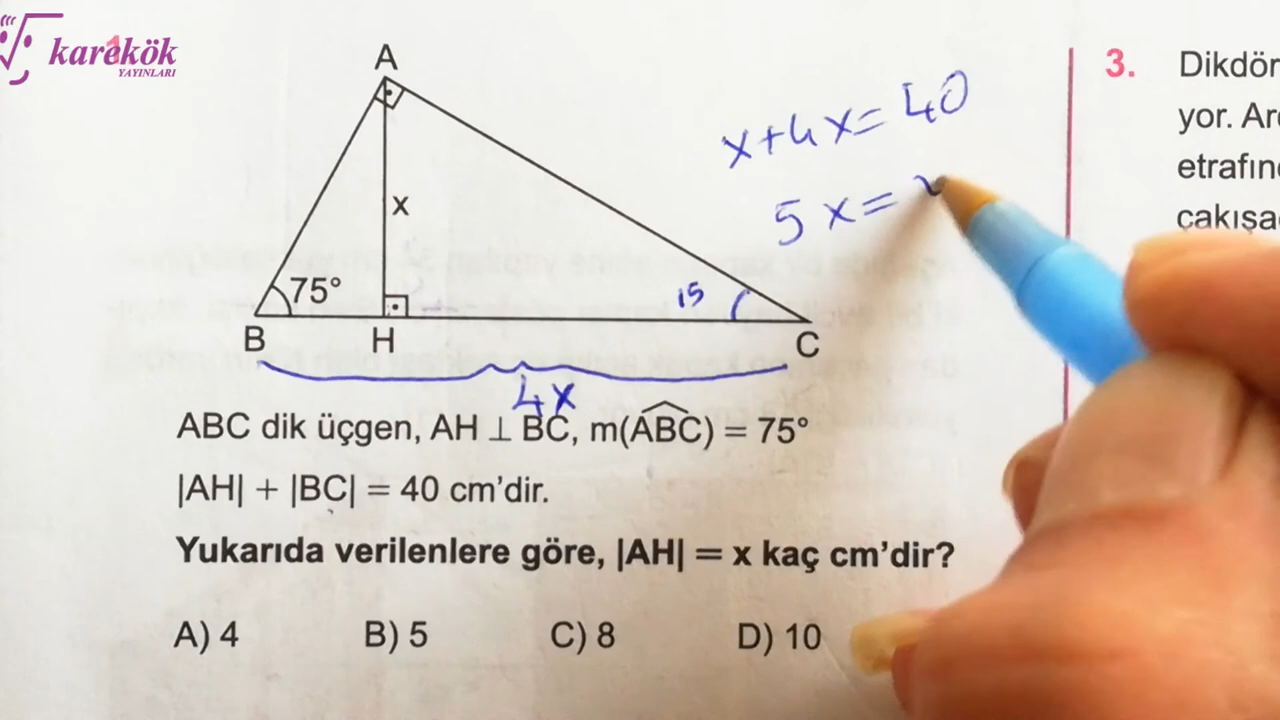 karekök
YAYINLARI
1.
A
x
75°
15
B
H
C
4x
x+4x=40
5x=
ABC dik üçgen, AH ⊥ BC, m(ABC) = 75°
|AH| + |BC| = 40 cm'dir.
Yukarıda verilenlere göre, |AH| = x kaç cm'dir?
A) 4 B) 5 C) 8 D) 10
3. Dikdör
yor. Ar
etrafın
çakışa